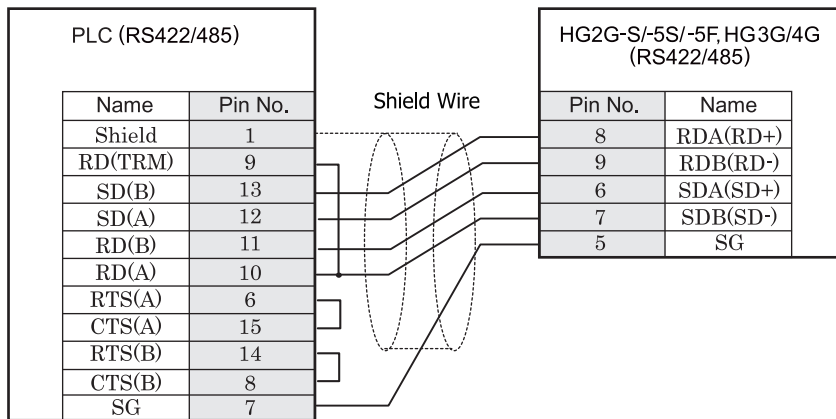 PLC (RS422/485)
Name Pin No.
Shield 1
RD(TRM) 9
SD(B) 13
SD(A) 12
RD(B) 11
RD(A) 10
RTS(A) 6
CTS(A) 15
RTS(B) 14
CTS(B) 8
SG 7
Shield Wire
HG2G-S/-5S/-5F, HG3G/4G
(RS422/485)
Pin No. Name
8 RDA(RD+)
9 RDB(RD-)
6 SDA(SD+)
7 SDB(SD-)
5 SG